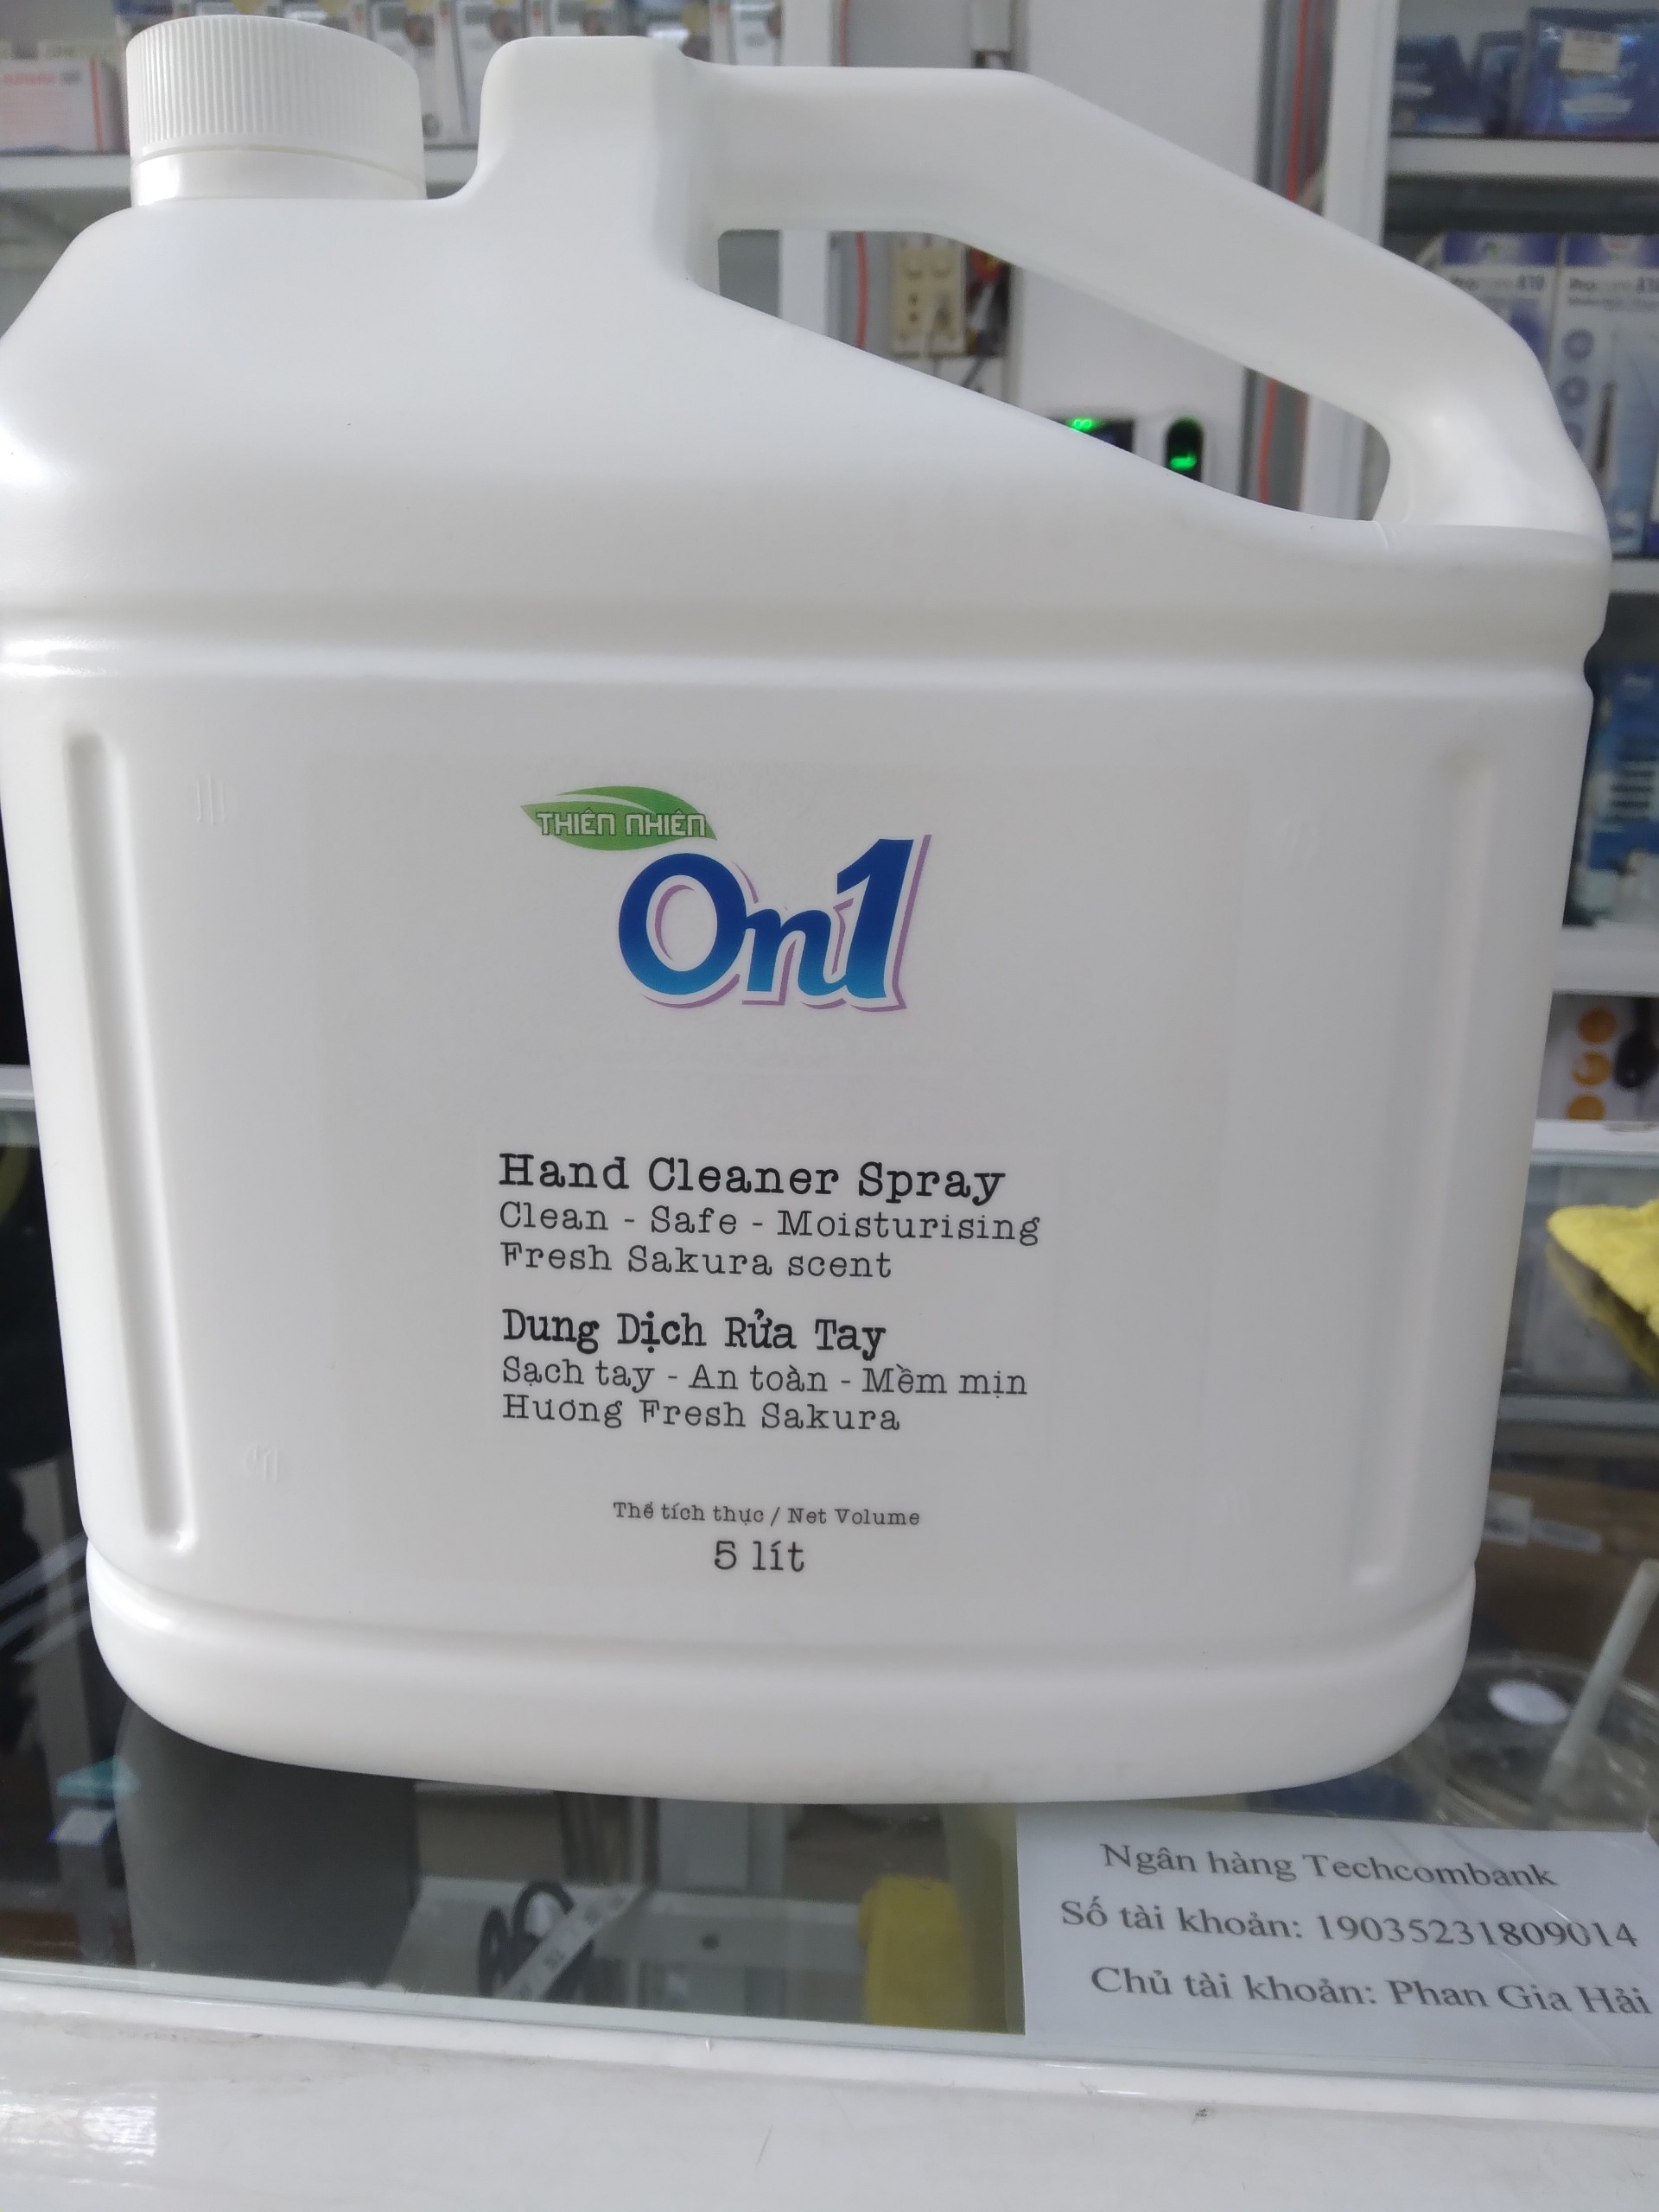 THIÊN NHIÊN
On1
Hand Cleaner Spray
Clean - Safe - Moisturising
Fresh Sakura scent
Dung Dịch Rửa Tay
Sạch tay - An toàn - Mềm mịn
Hương Fresh Sakura
Thể tích thực / Net Volume
5 lít
Ngân hàng Techcombank
Số tài khoản: 19035231809014
Chủ tài khoản: Phan Gia Hải